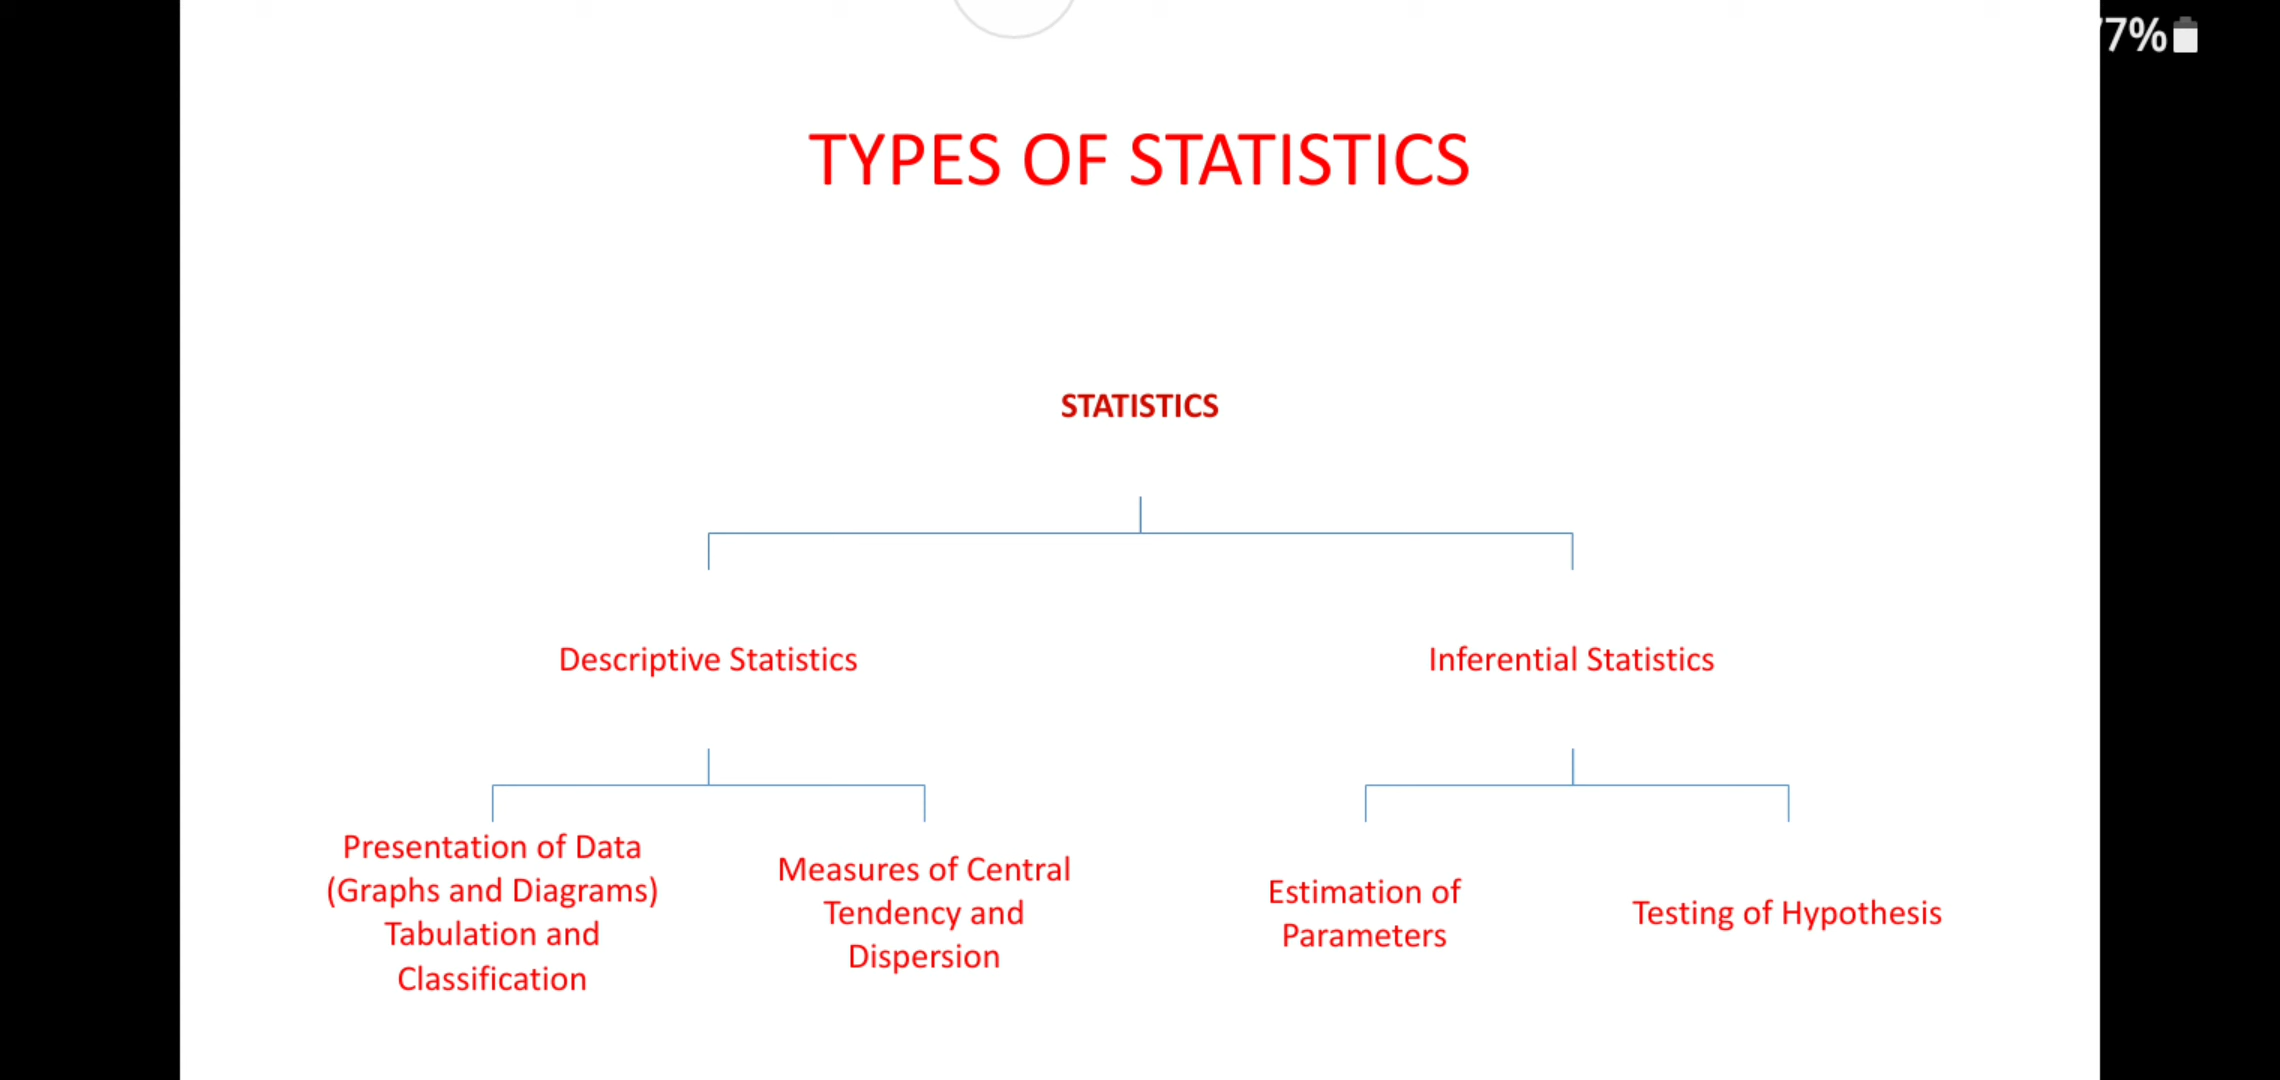 7%
TYPES OF STATISTICS
STATISTICS
Descriptive Statistics
Inferential Statistics
Presentation of Data
(Graphs and Diagrams)
Tabulation and
Classification
Measures of Central
Tendency and
Dispersion
Estimation of
Parameters
Testing of Hypothesis